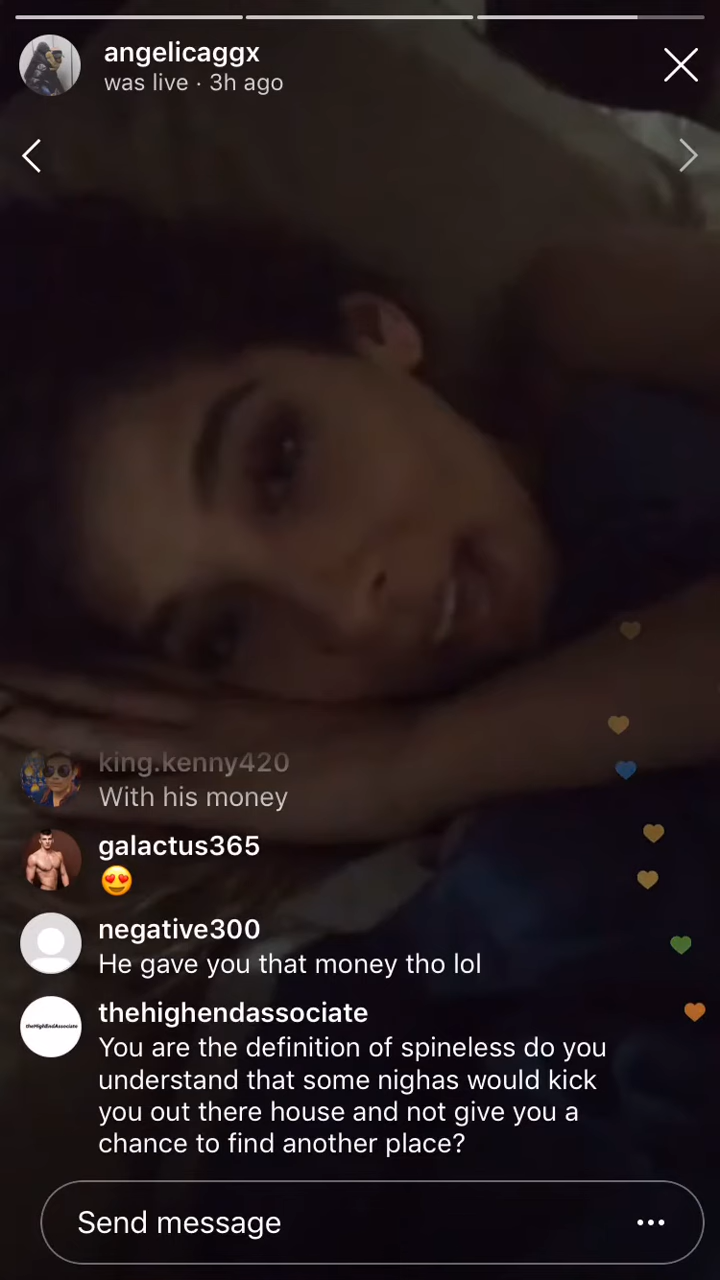 angelicaggx
was live · 3h ago
king.kenny420
With his money
galactus365
😍
negative300
He gave you that money tho lol
theHighEndAssociate
thehighendassociate
You are the definition of spineless do you
understand that some nighas would kick
you out there house and not give you a
chance to find another place?
Send message